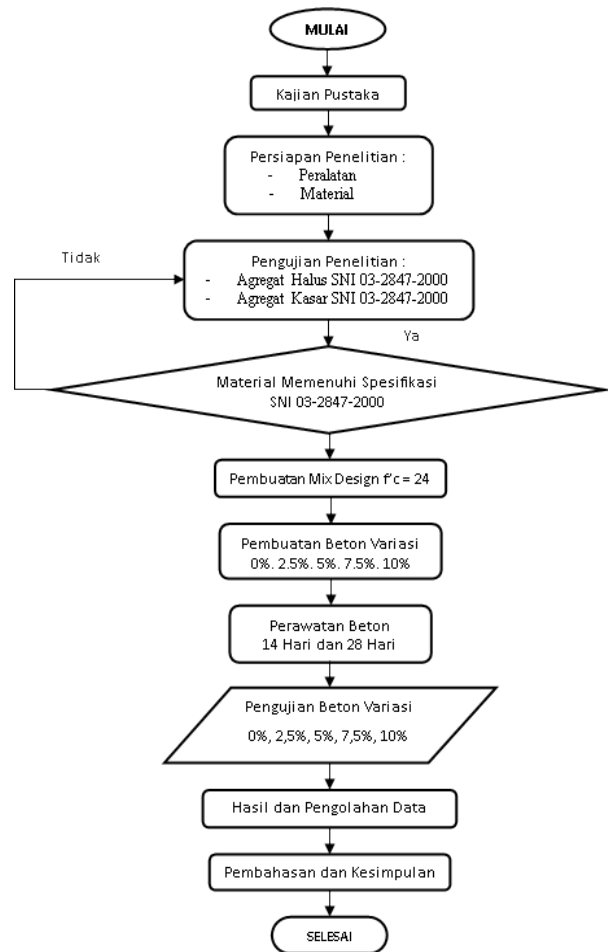 MULAI
Kajian Pustaka
Persiapan Penelitian :
- Peralatan
- Material
Tidak
Pengujian Penelitian :
- Agregat Halus SNI 03-2847-2000
- Agregat Kasar SNI 03-2847-2000
Ya
Material Memenuhi Spesifikasi
SNI 03-2847-2000
Pembuatan Mix Design f'c = 24
Pembuatan Beton Variasi
0%. 2.5%. 5%. 7.5%. 10%
Perawatan Beton
14 Hari dan 28 Hari
Pengujian Beton Variasi
0%, 2,5%, 5%, 7,5%, 10%
Hasil dan Pengolahan Data
Pembahasan dan Kesimpulan
SELESAI